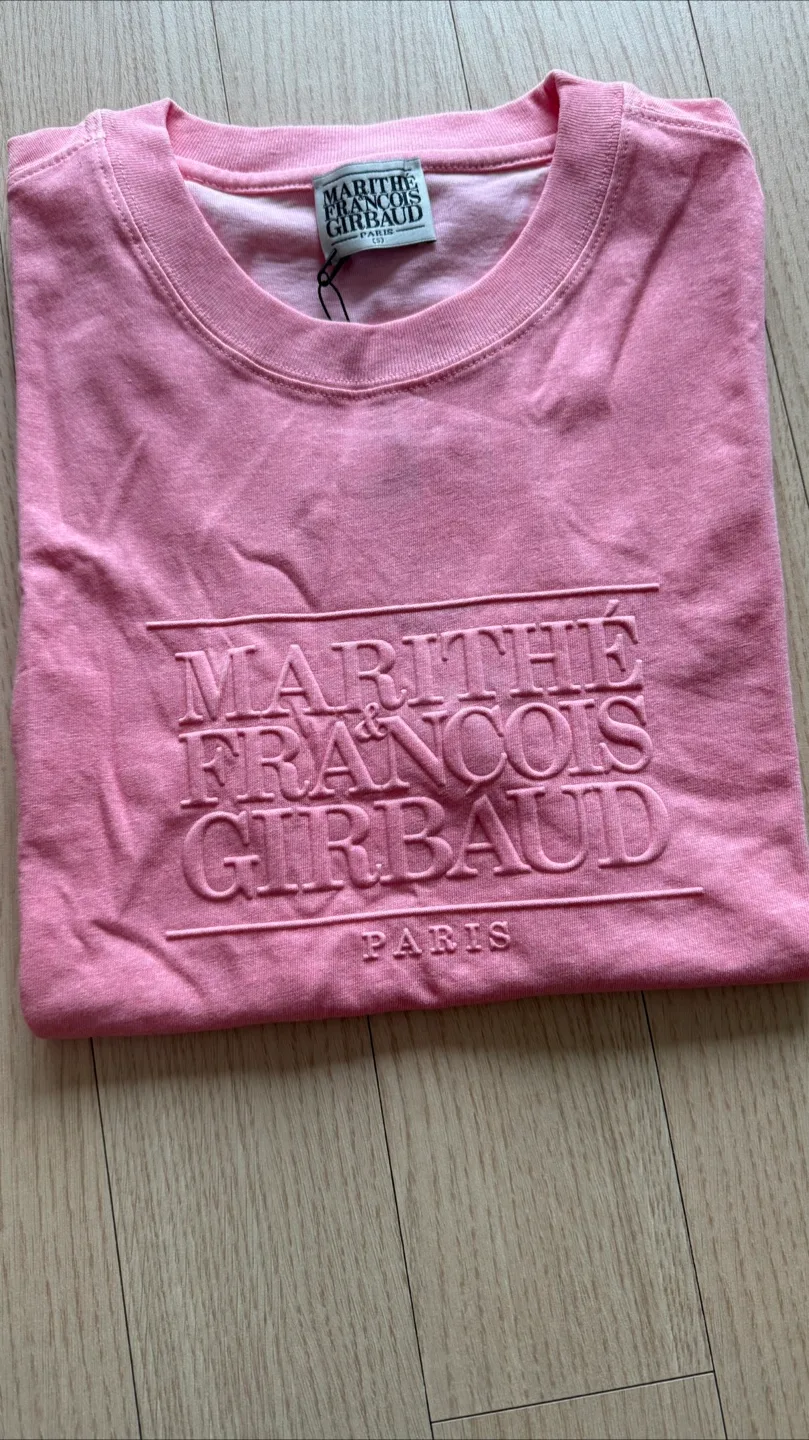 MARITHÉ
&
FRANÇOIS
GIRBAUD
PARIS
(S)
MARITHÉ
&
FRANÇOIS
GIRBAUD
PARIS